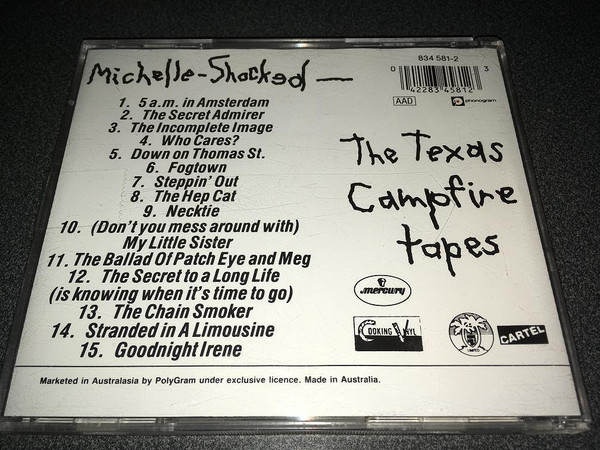 Michelle-Shocked —
1. 5 a.m. in Amsterdam
2. The Secret Admirer
3. The Incomplete Image
4. Who Cares?
5. Down on Thomas St.
6. Fogtown
7. Steppin' Out
8. The Hep Cat
9. Necktie
10. (Don't you mess around with)
My Little Sister
11. The Ballad Of Patch Eye and Meg
12. The Secret to a Long Life
(is knowing when it's time to go)
13. The Chain Smoker
14. Stranded in A Limousine
15. Goodnight Irene
834 581-2
0 42283 45812 3
AAD phonogram
The Texas
Campfire
tapes
mercury
COOKING VINYL
LIMITED
CARTEL
Marketed in Australasia by PolyGram under exclusive licence. Made in Australia.